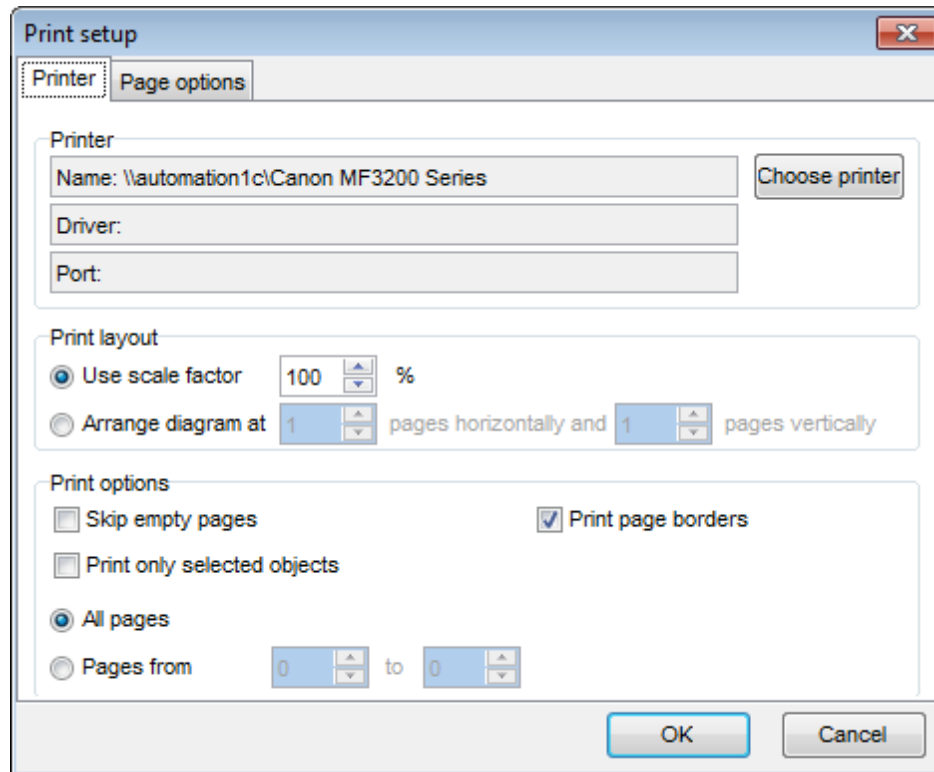 Print setup
Printer Page options
Printer
Name: \\automation1c\Canon MF3200 Series Choose printer
Driver:
Port:
Print layout
Use scale factor 100 %
Arrange diagram at 1 pages horizontally and 1 pages vertically
Print options
Skip empty pages Print page borders
Print only selected objects
All pages
Pages from 0 to 0
OK Cancel